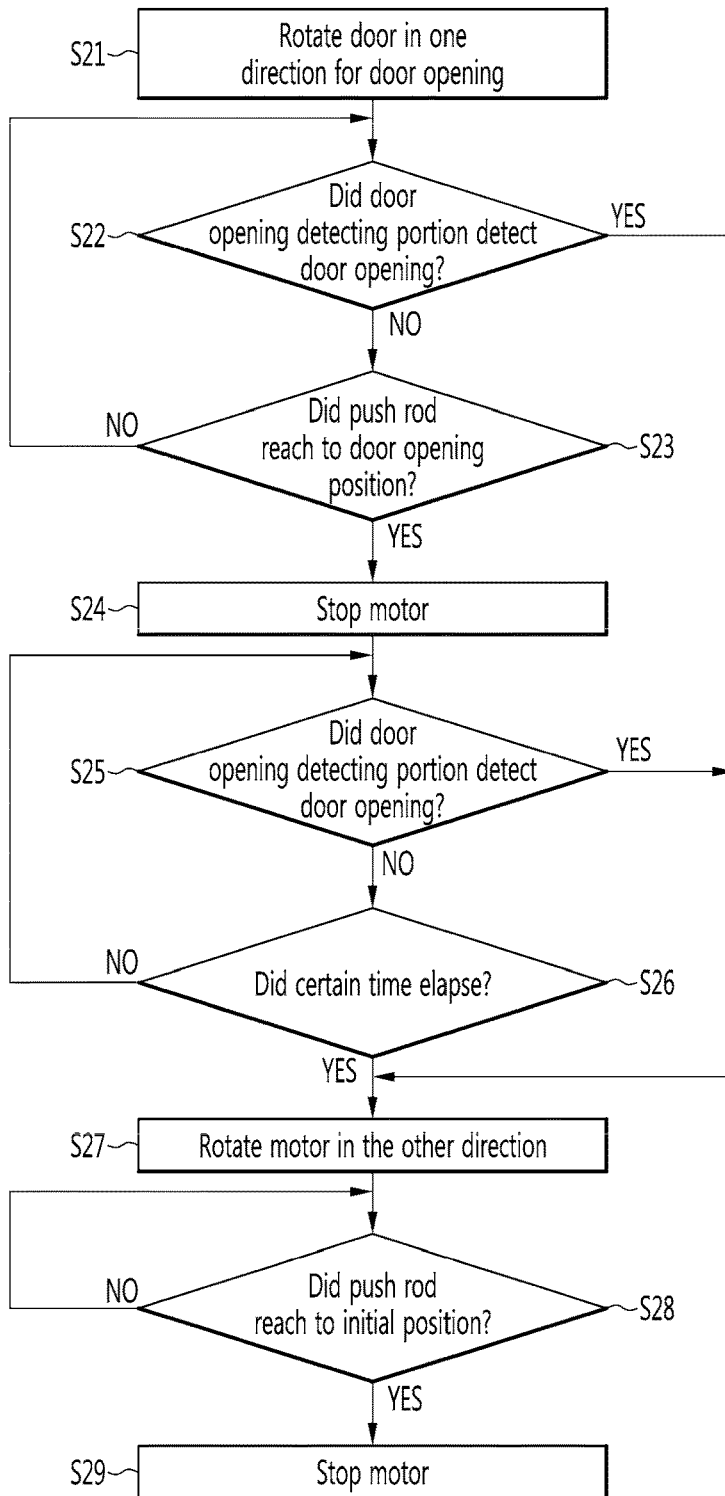 S21
Rotate door in one
direction for door opening
S22
Did door
opening detecting portion detect
door opening?
YES
NO
NO
Did push rod
reach to door opening
position?
S23
YES
S24
Stop motor
S25
Did door
opening detecting portion detect
door opening?
YES
NO
NO
Did certain time elapse?
S26
YES
S27
Rotate motor in the other direction
NO
Did push rod
reach to initial position?
S28
YES
S29
Stop motor